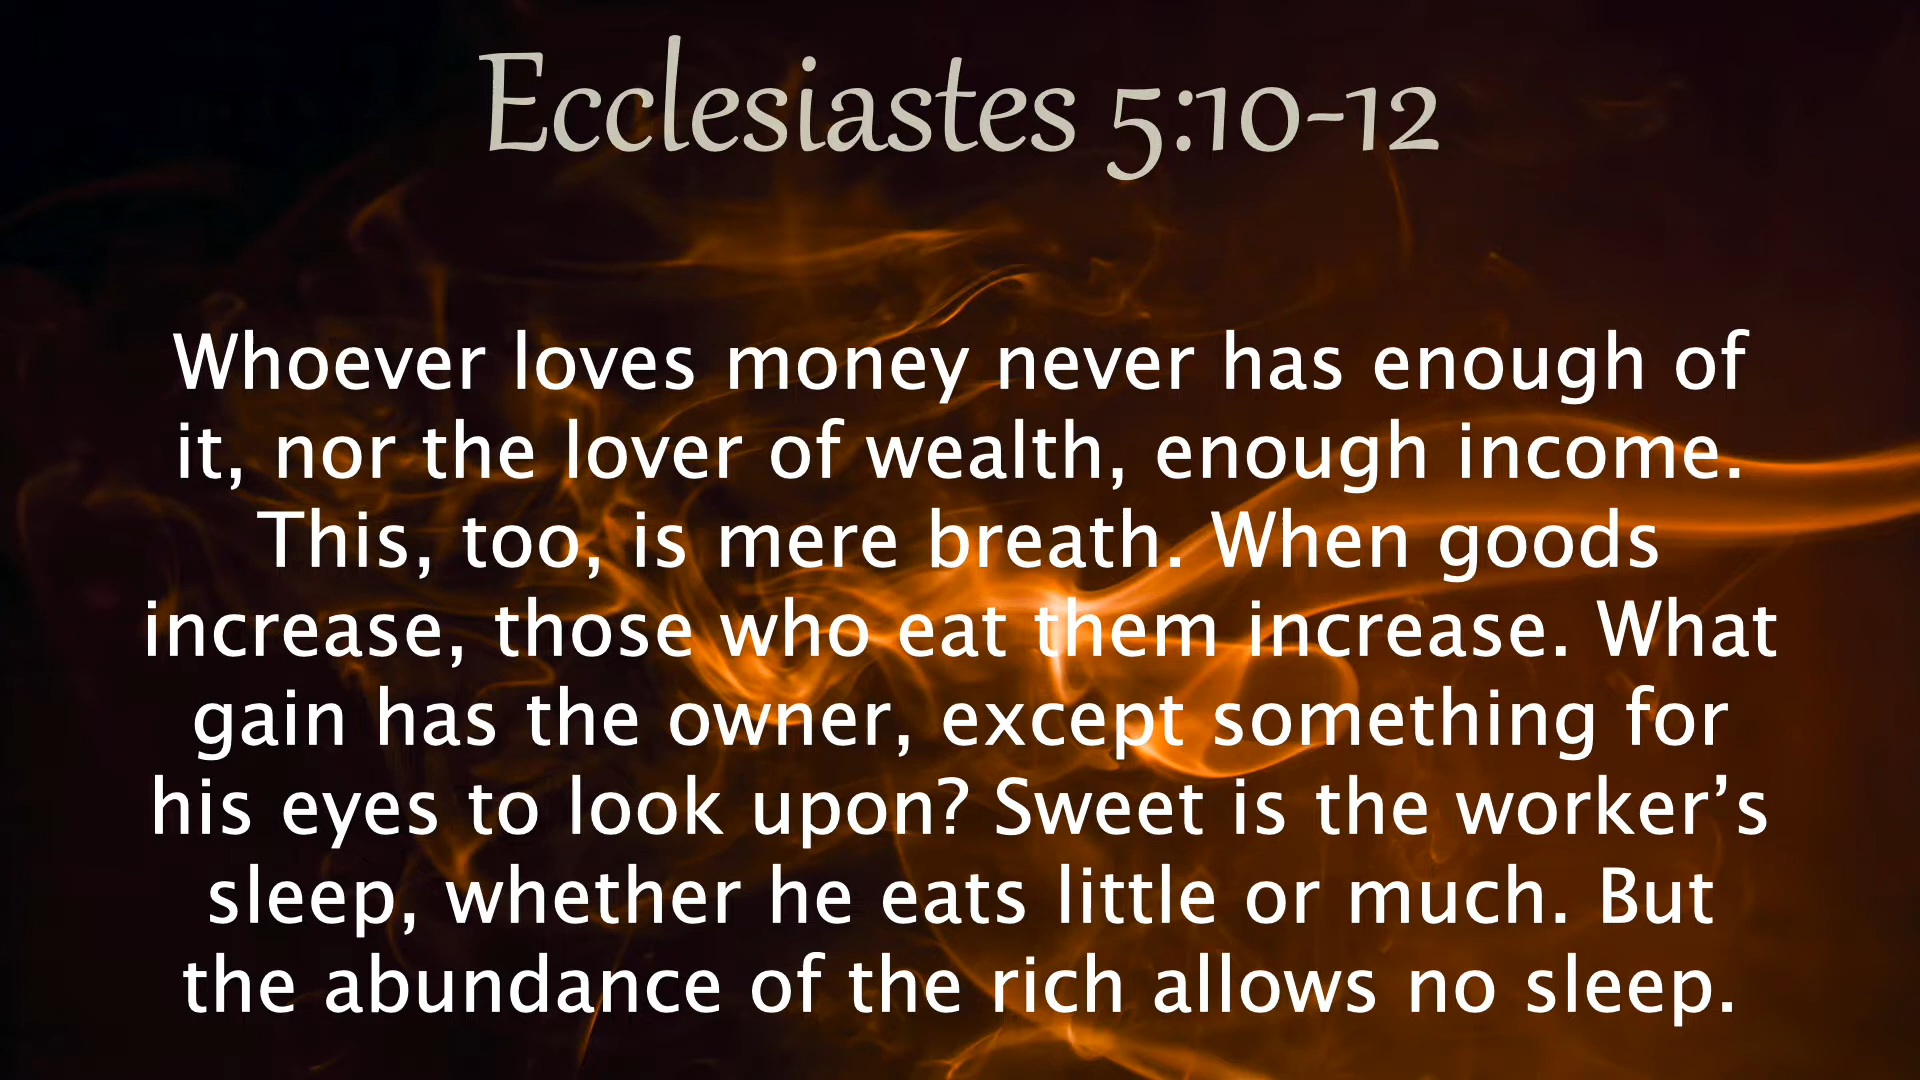 Ecclesiastes 5:10-12
Whoever loves money never has enough of
it, nor the lover of wealth, enough income.
This, too, is mere breath. When goods
increase, those who eat them increase. What
gain has the owner, except something for
his eyes to look upon? Sweet is the worker’s
sleep, whether he eats little or much. But
the abundance of the rich allows no sleep.